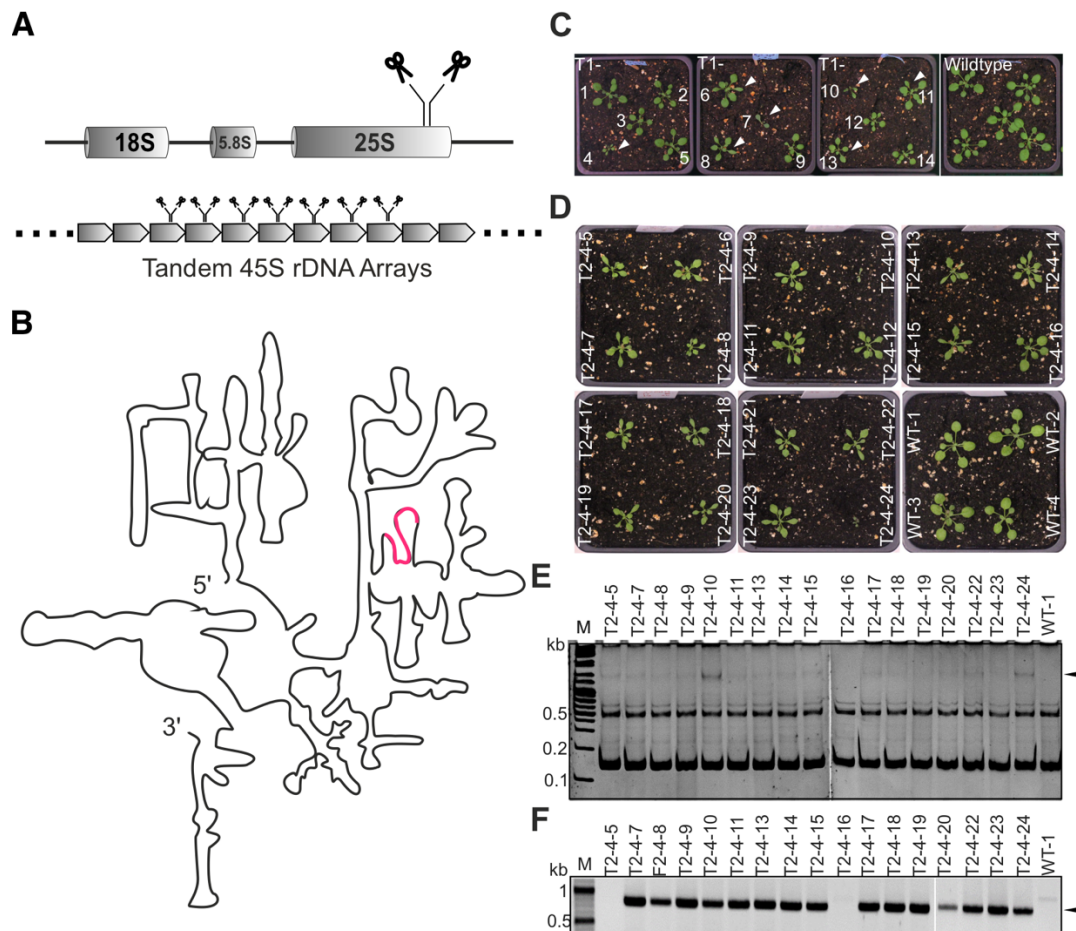 A
18S
5.8S
25S
Tandem 45S rDNA Arrays
B
5'
3'
C
T1-
1
2
3
4
5
T1-
6
7
8
9
T1-
10
11
12
13
14
Wildtype
D
T2-4-5
T2-4-6
T2-4-7
T2-4-8
T2-4-9
T2-4-10
T2-4-11
T2-4-12
T2-4-13
T2-4-14
T2-4-15
T2-4-16
T2-4-17
T2-4-18
T2-4-19
T2-4-20
T2-4-21
T2-4-22
T2-4-23
T2-4-24
WT-1
WT-2
WT-3
WT-4
E
M
T2-4-5
T2-4-7
T2-4-8
T2-4-9
T2-4-10
T2-4-11
T2-4-13
T2-4-14
T2-4-15
T2-4-16
T2-4-17
T2-4-18
T2-4-19
T2-4-20
T2-4-22
T2-4-23
T2-4-24
WT-1
kb
0.5
0.2
0.1
F
M
T2-4-5
T2-4-7
F2-4-8
T2-4-9
T2-4-10
T2-4-11
T2-4-13
T2-4-14
T2-4-15
T2-4-16
T2-4-17
T2-4-18
T2-4-19
T2-4-20
T2-4-22
T2-4-23
T2-4-24
WT-1
kb
1
0.5